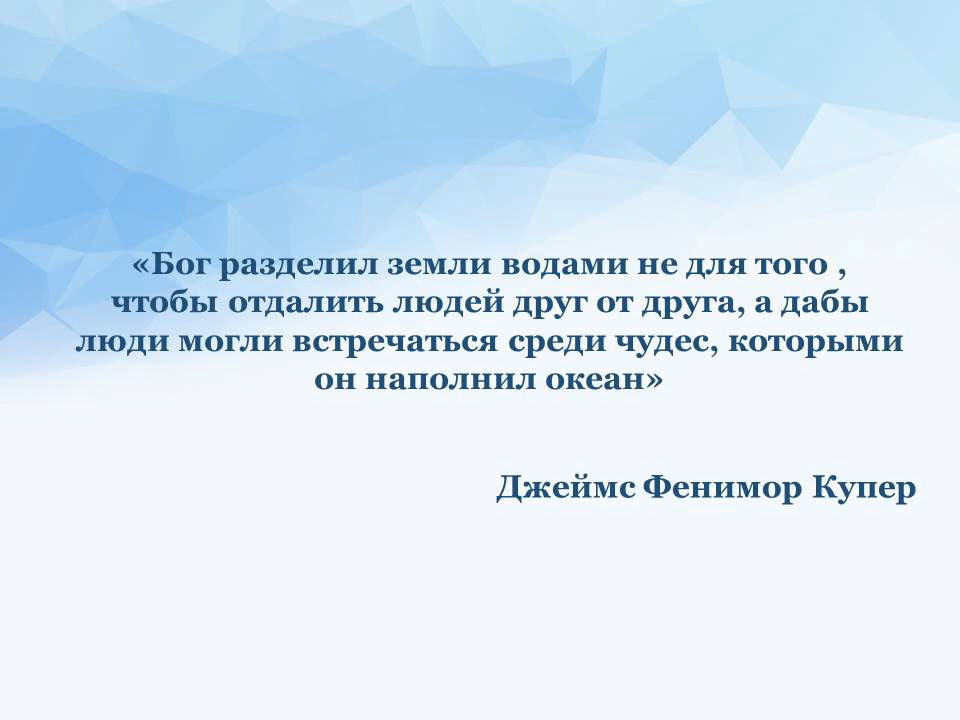 «Бог разделил земли водами не для того ,
чтобы отдалить людей друг от друга, а дабы
люди могли встречаться среди чудес, которыми
он наполнил океан»
Джеймс Фенимор Купер